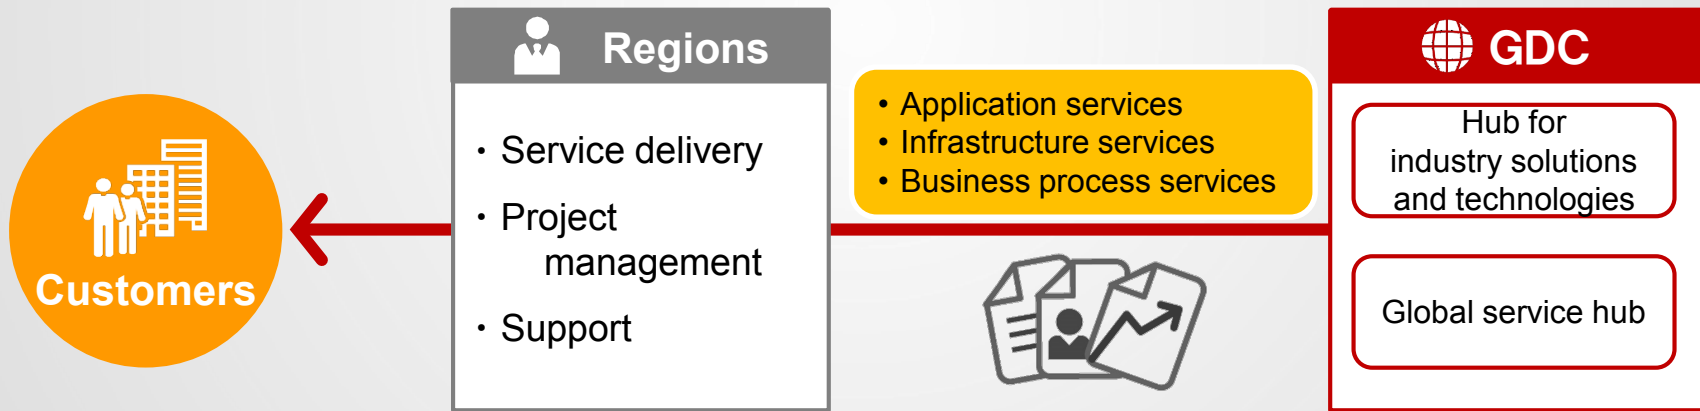 Customers
Regions
・Service delivery
・Project
management
・Support
• Application services
• Infrastructure services
• Business process services
GDC
Hub for
industry solutions
and technologies
Global service hub